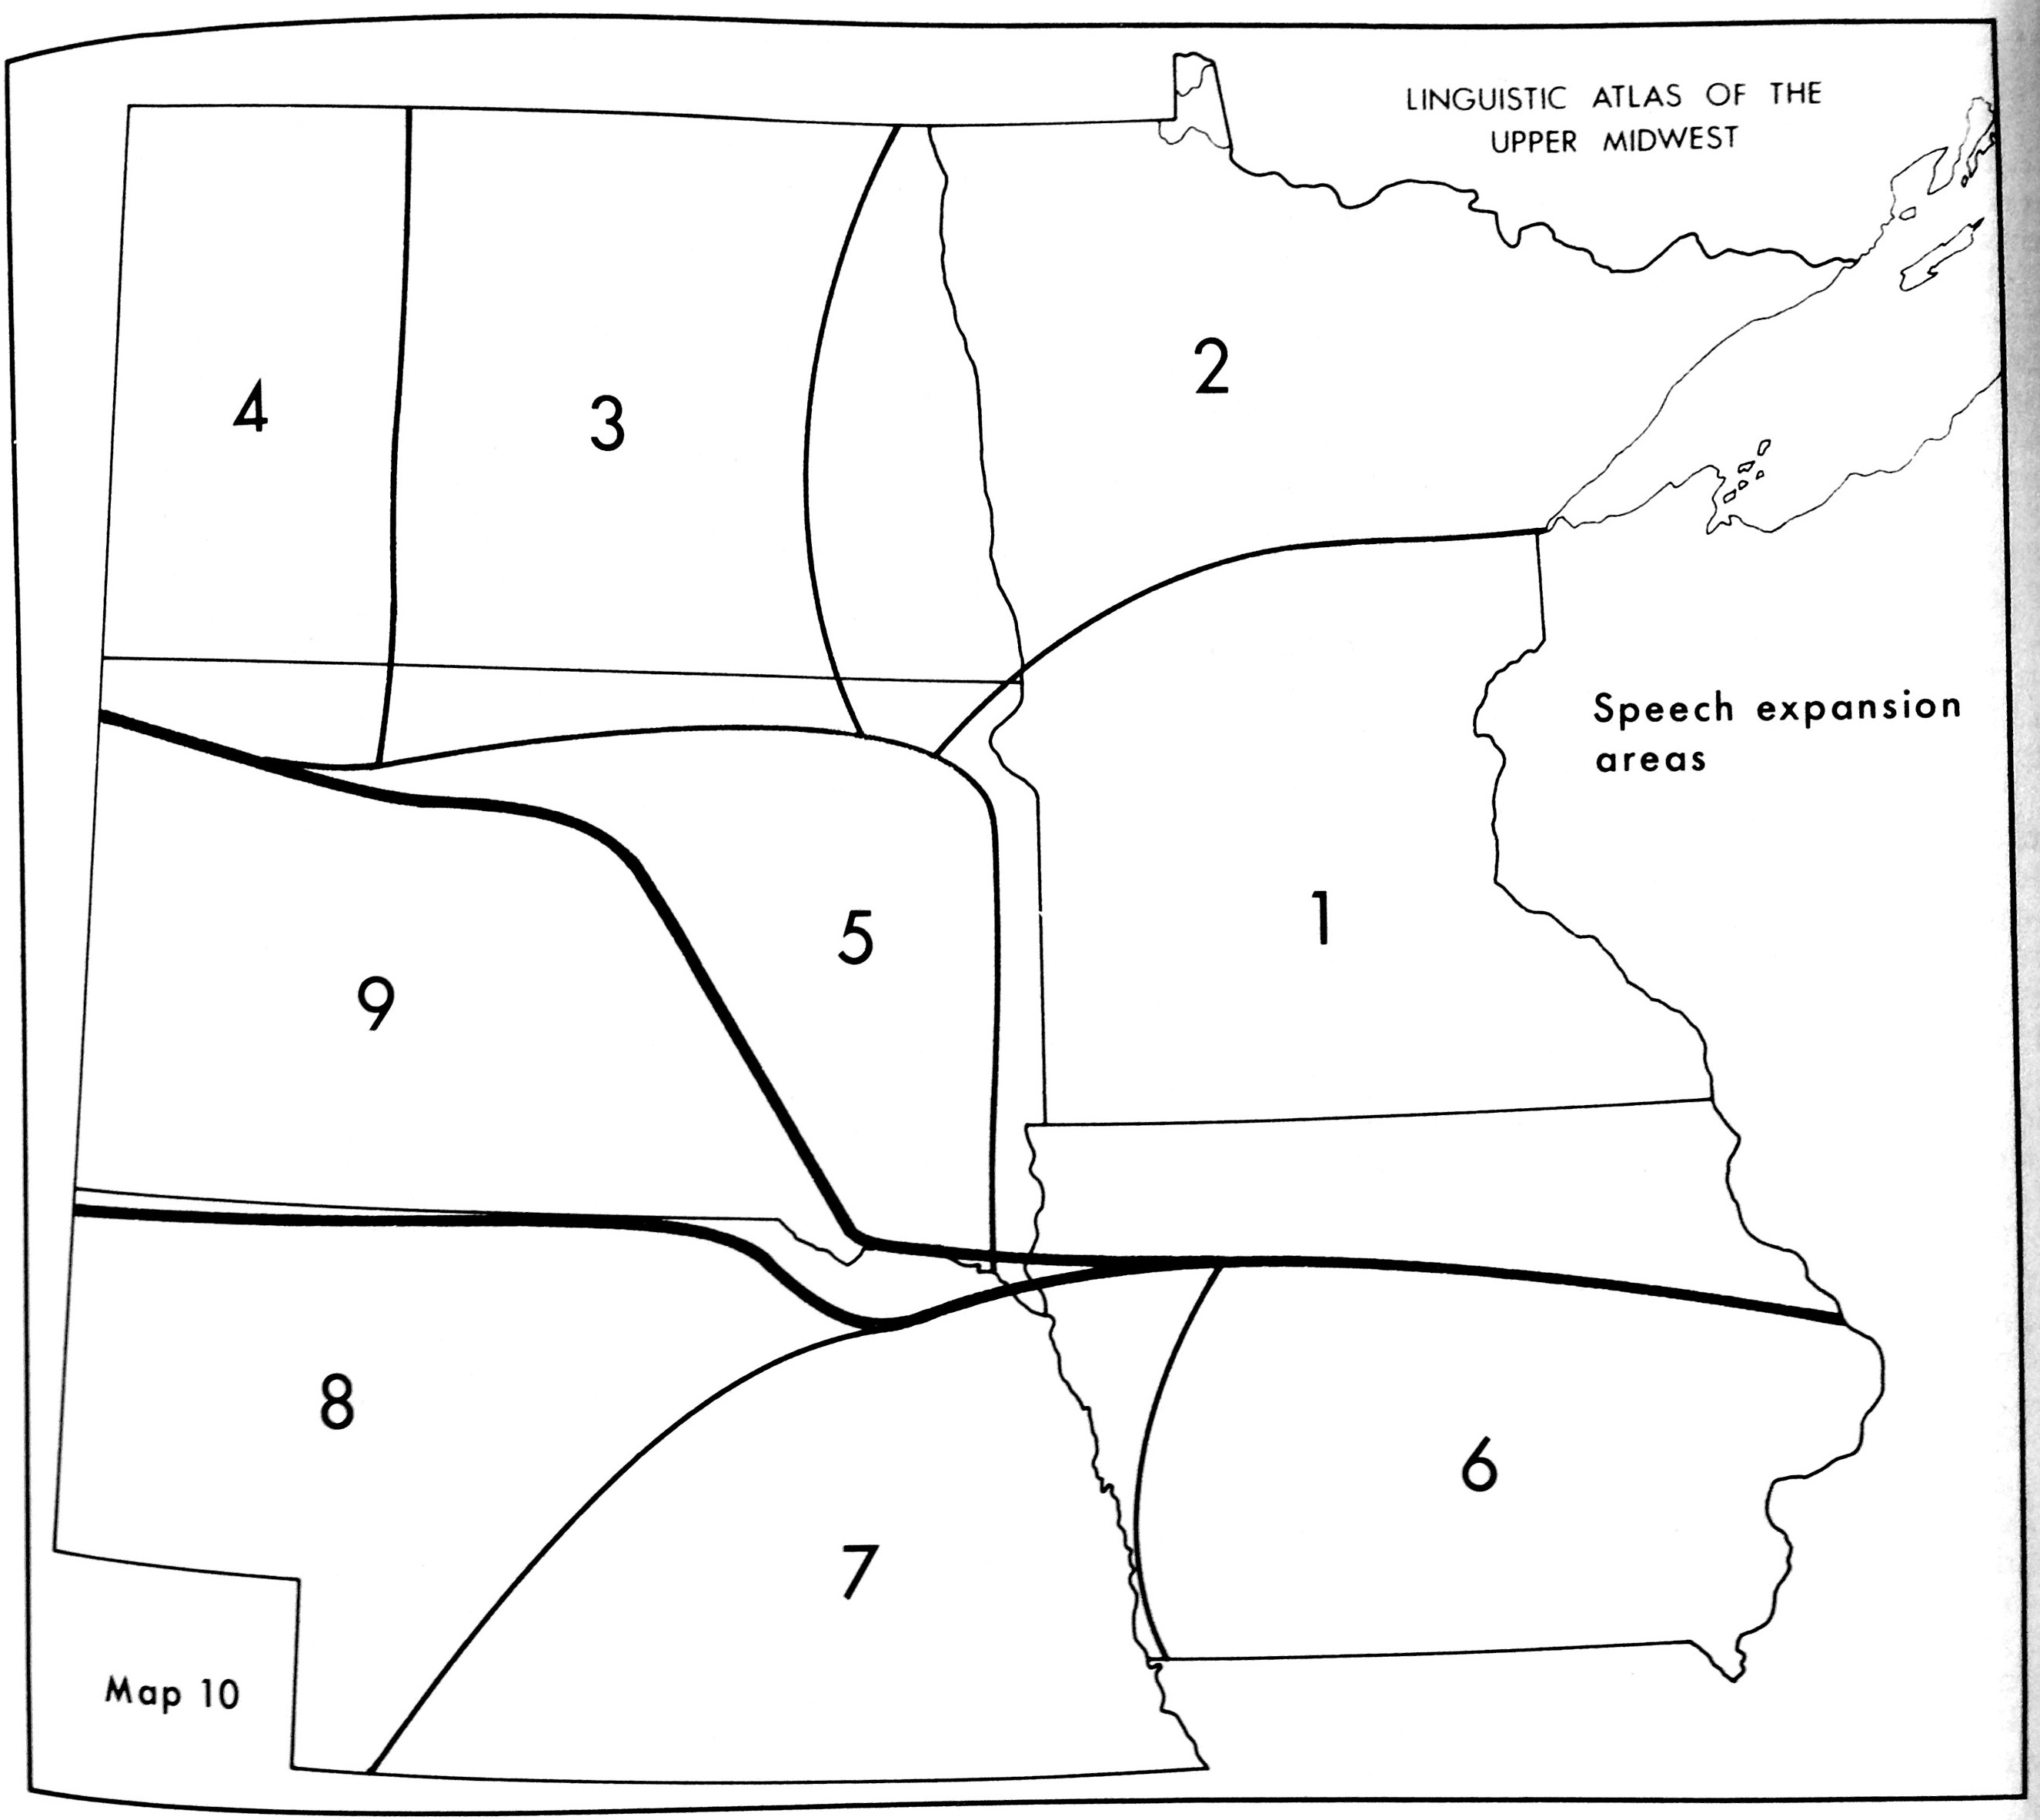 LINGUISTIC ATLAS OF THE
UPPER MIDWEST
2
4
3
Speech expansion
areas
1
5
9
8
6
7
Map 10